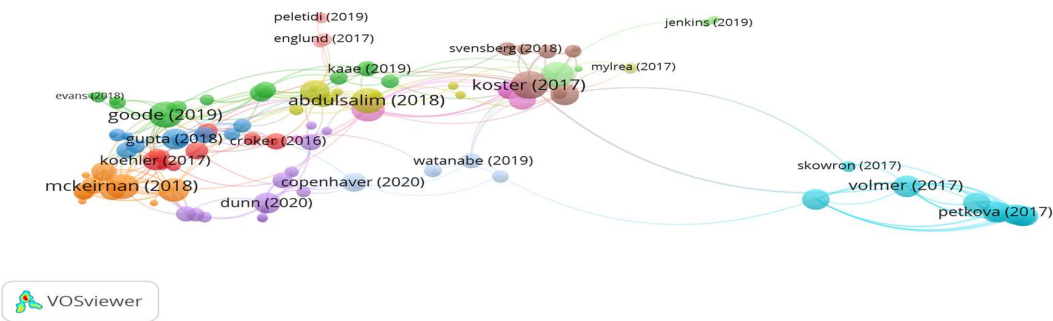 peletidi (2019)
jenkins (2019)
englund (2017)
svensberg (2018)
kaae (2019)
mylrea (2017)
koster (2017)
evans (2018)
abdulsalim (2018)
goode (2019)
gupta (2018)
croker (2016)
koehler (2017)
watanabe (2019)
skowron (2017)
mckeirnan (2018)
copenhaver (2020)
volmer (2017)
dunn (2020)
petkova (2017)
VOSviewer